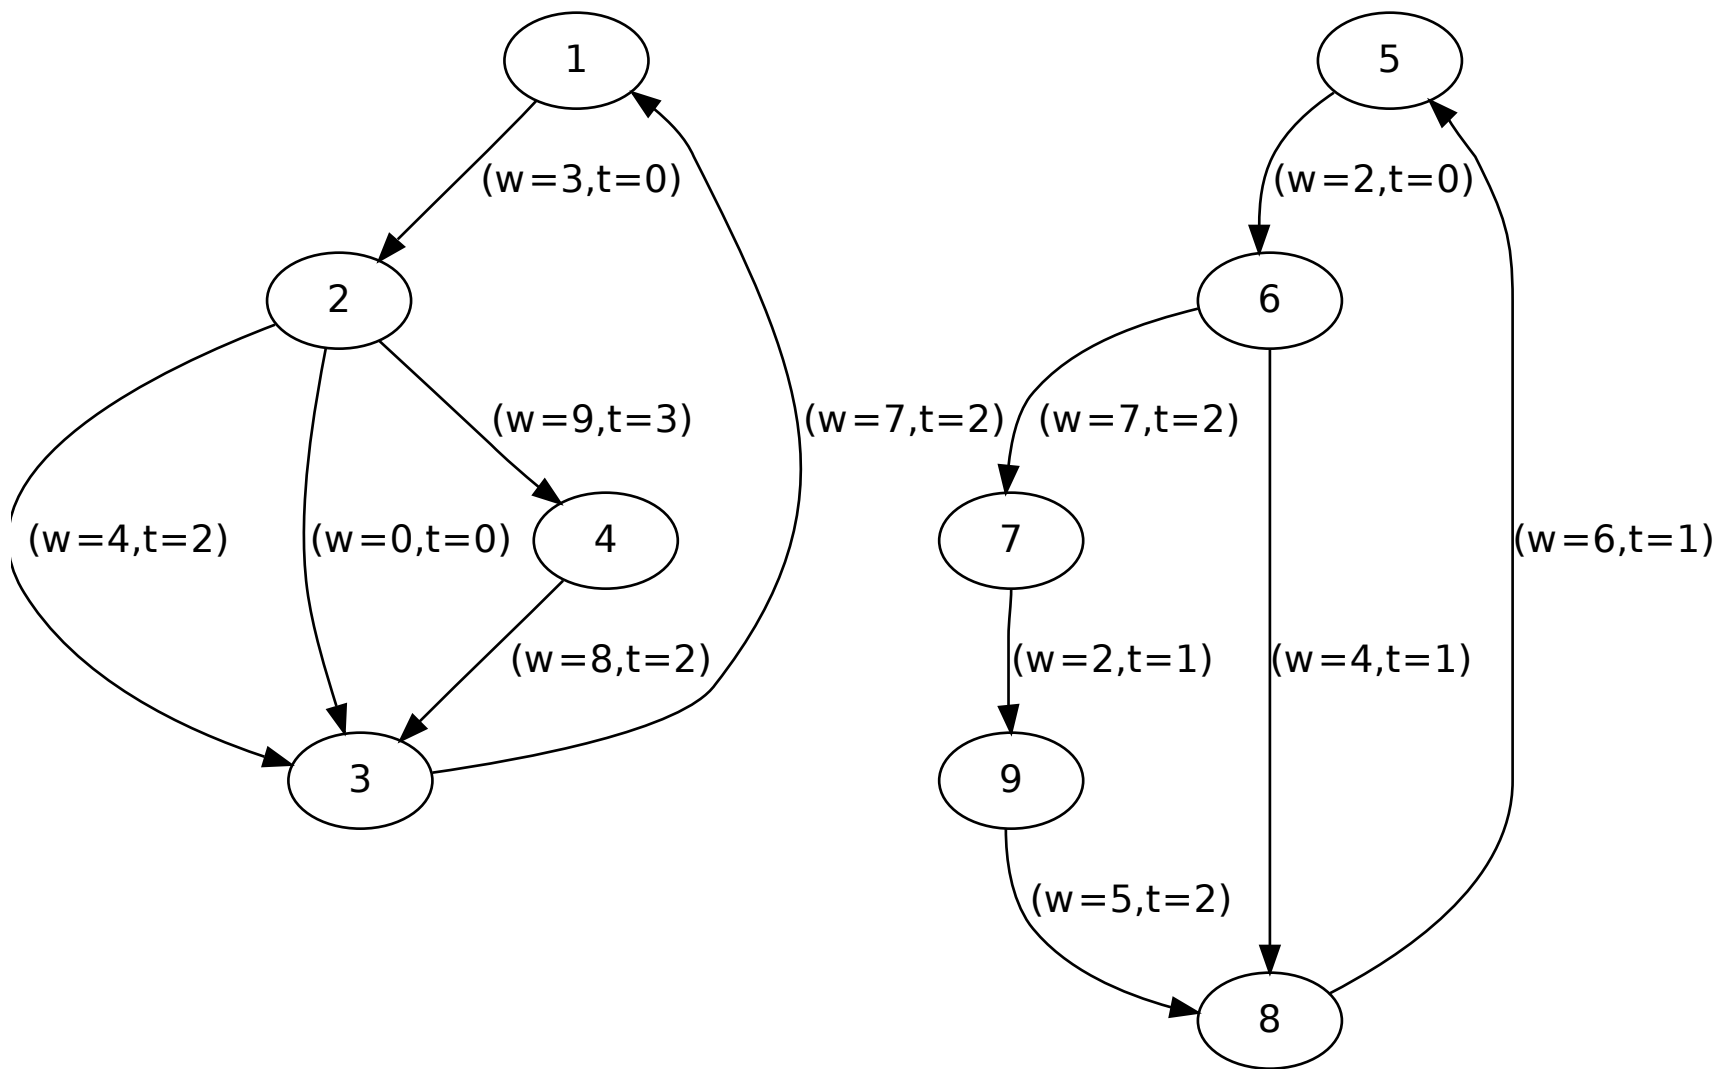 1
5
(w=3,t=0)
(w=2,t=0)
2
6
(w=9,t=3)
(w=7,t=2)
(w=7,t=2)
(w=4,t=2)
(w=0,t=0)
4
7
(w=6,t=1)
(w=8,t=2)
(w=2,t=1)
(w=4,t=1)
3
9
(w=5,t=2)
8